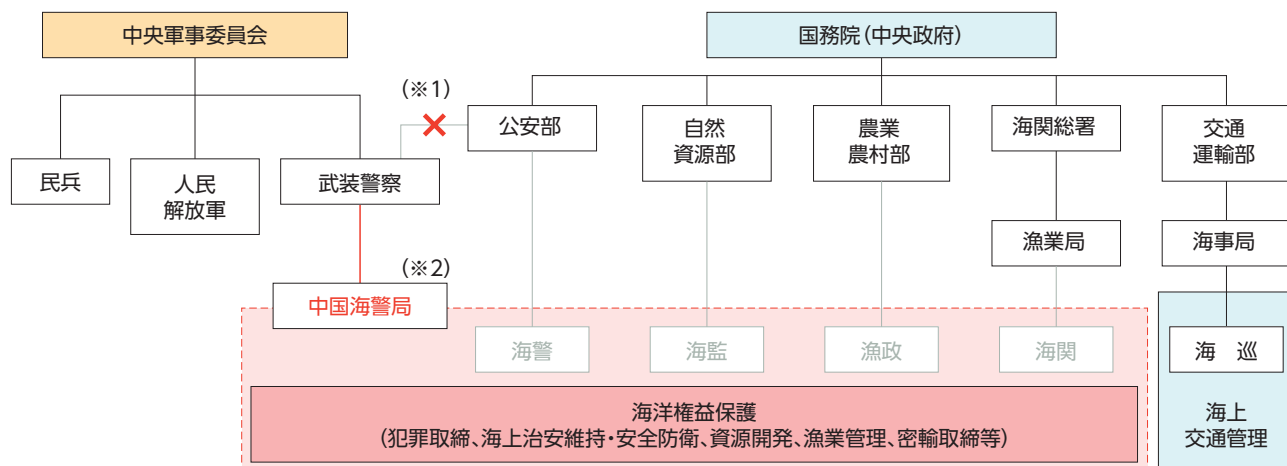 中央軍事委員会
国務院(中央政府)
(※1)
公安部
自然
資源部
農業
農村部
海関総署
交通
運輸部
民兵
人民
解放軍
武装警察
漁業局
海事局
(※2)
中国海警局
海警
海監
漁政
海関
海 巡
海洋権益保護
(犯罪取締、海上治安維持・安全防衛、資源開発、漁業管理、密輸取締等)
海上
交通管理